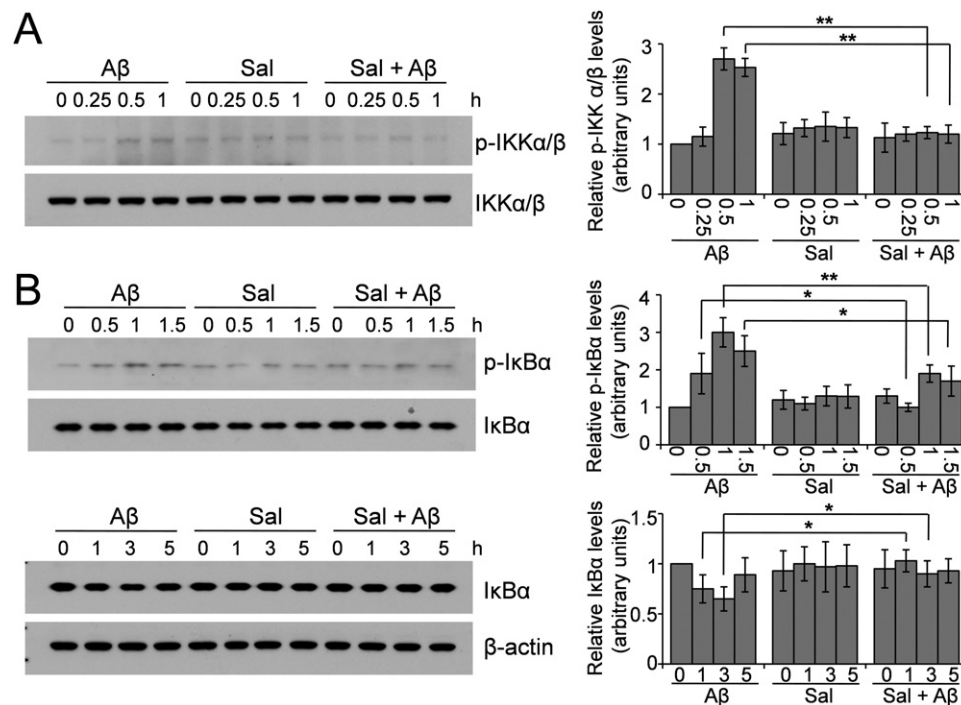 A
Aβ Sal Sal + Aβ
0 0.25 0.5 1 0 0.25 0.5 1 0 0.25 0.5 1 h
p-IKKα/β
IKKα/β
Relative p-IKK α/β levels
(arbitrary units)
3
2
1
0
** 
**
0 0.25 0.5 1 0 0.25 0.5 1 0 0.25 0.5 1
Aβ Sal Sal + Aβ
B
Aβ Sal Sal + Aβ
0 0.5 1 1.5 0 0.5 1 1.5 0 0.5 1 1.5 h
p-IκBα
IκBα
Relative p-IκBα levels
(arbitrary units)
4
3
2
1
0
**
*
*
0 0.5 1 1.5 0 0.5 1 1.5 0 0.5 1 1.5
Aβ Sal Sal + Aβ
Aβ Sal Sal + Aβ
0 1 3 5 0 1 3 5 0 1 3 5 h
IκBα
β-actin
Relative IκBα levels
(arbitrary units)
1.5
1
0.5
0
*
*
0 1 3 5 0 1 3 5 0 1 3 5
Aβ Sal Sal + Aβ